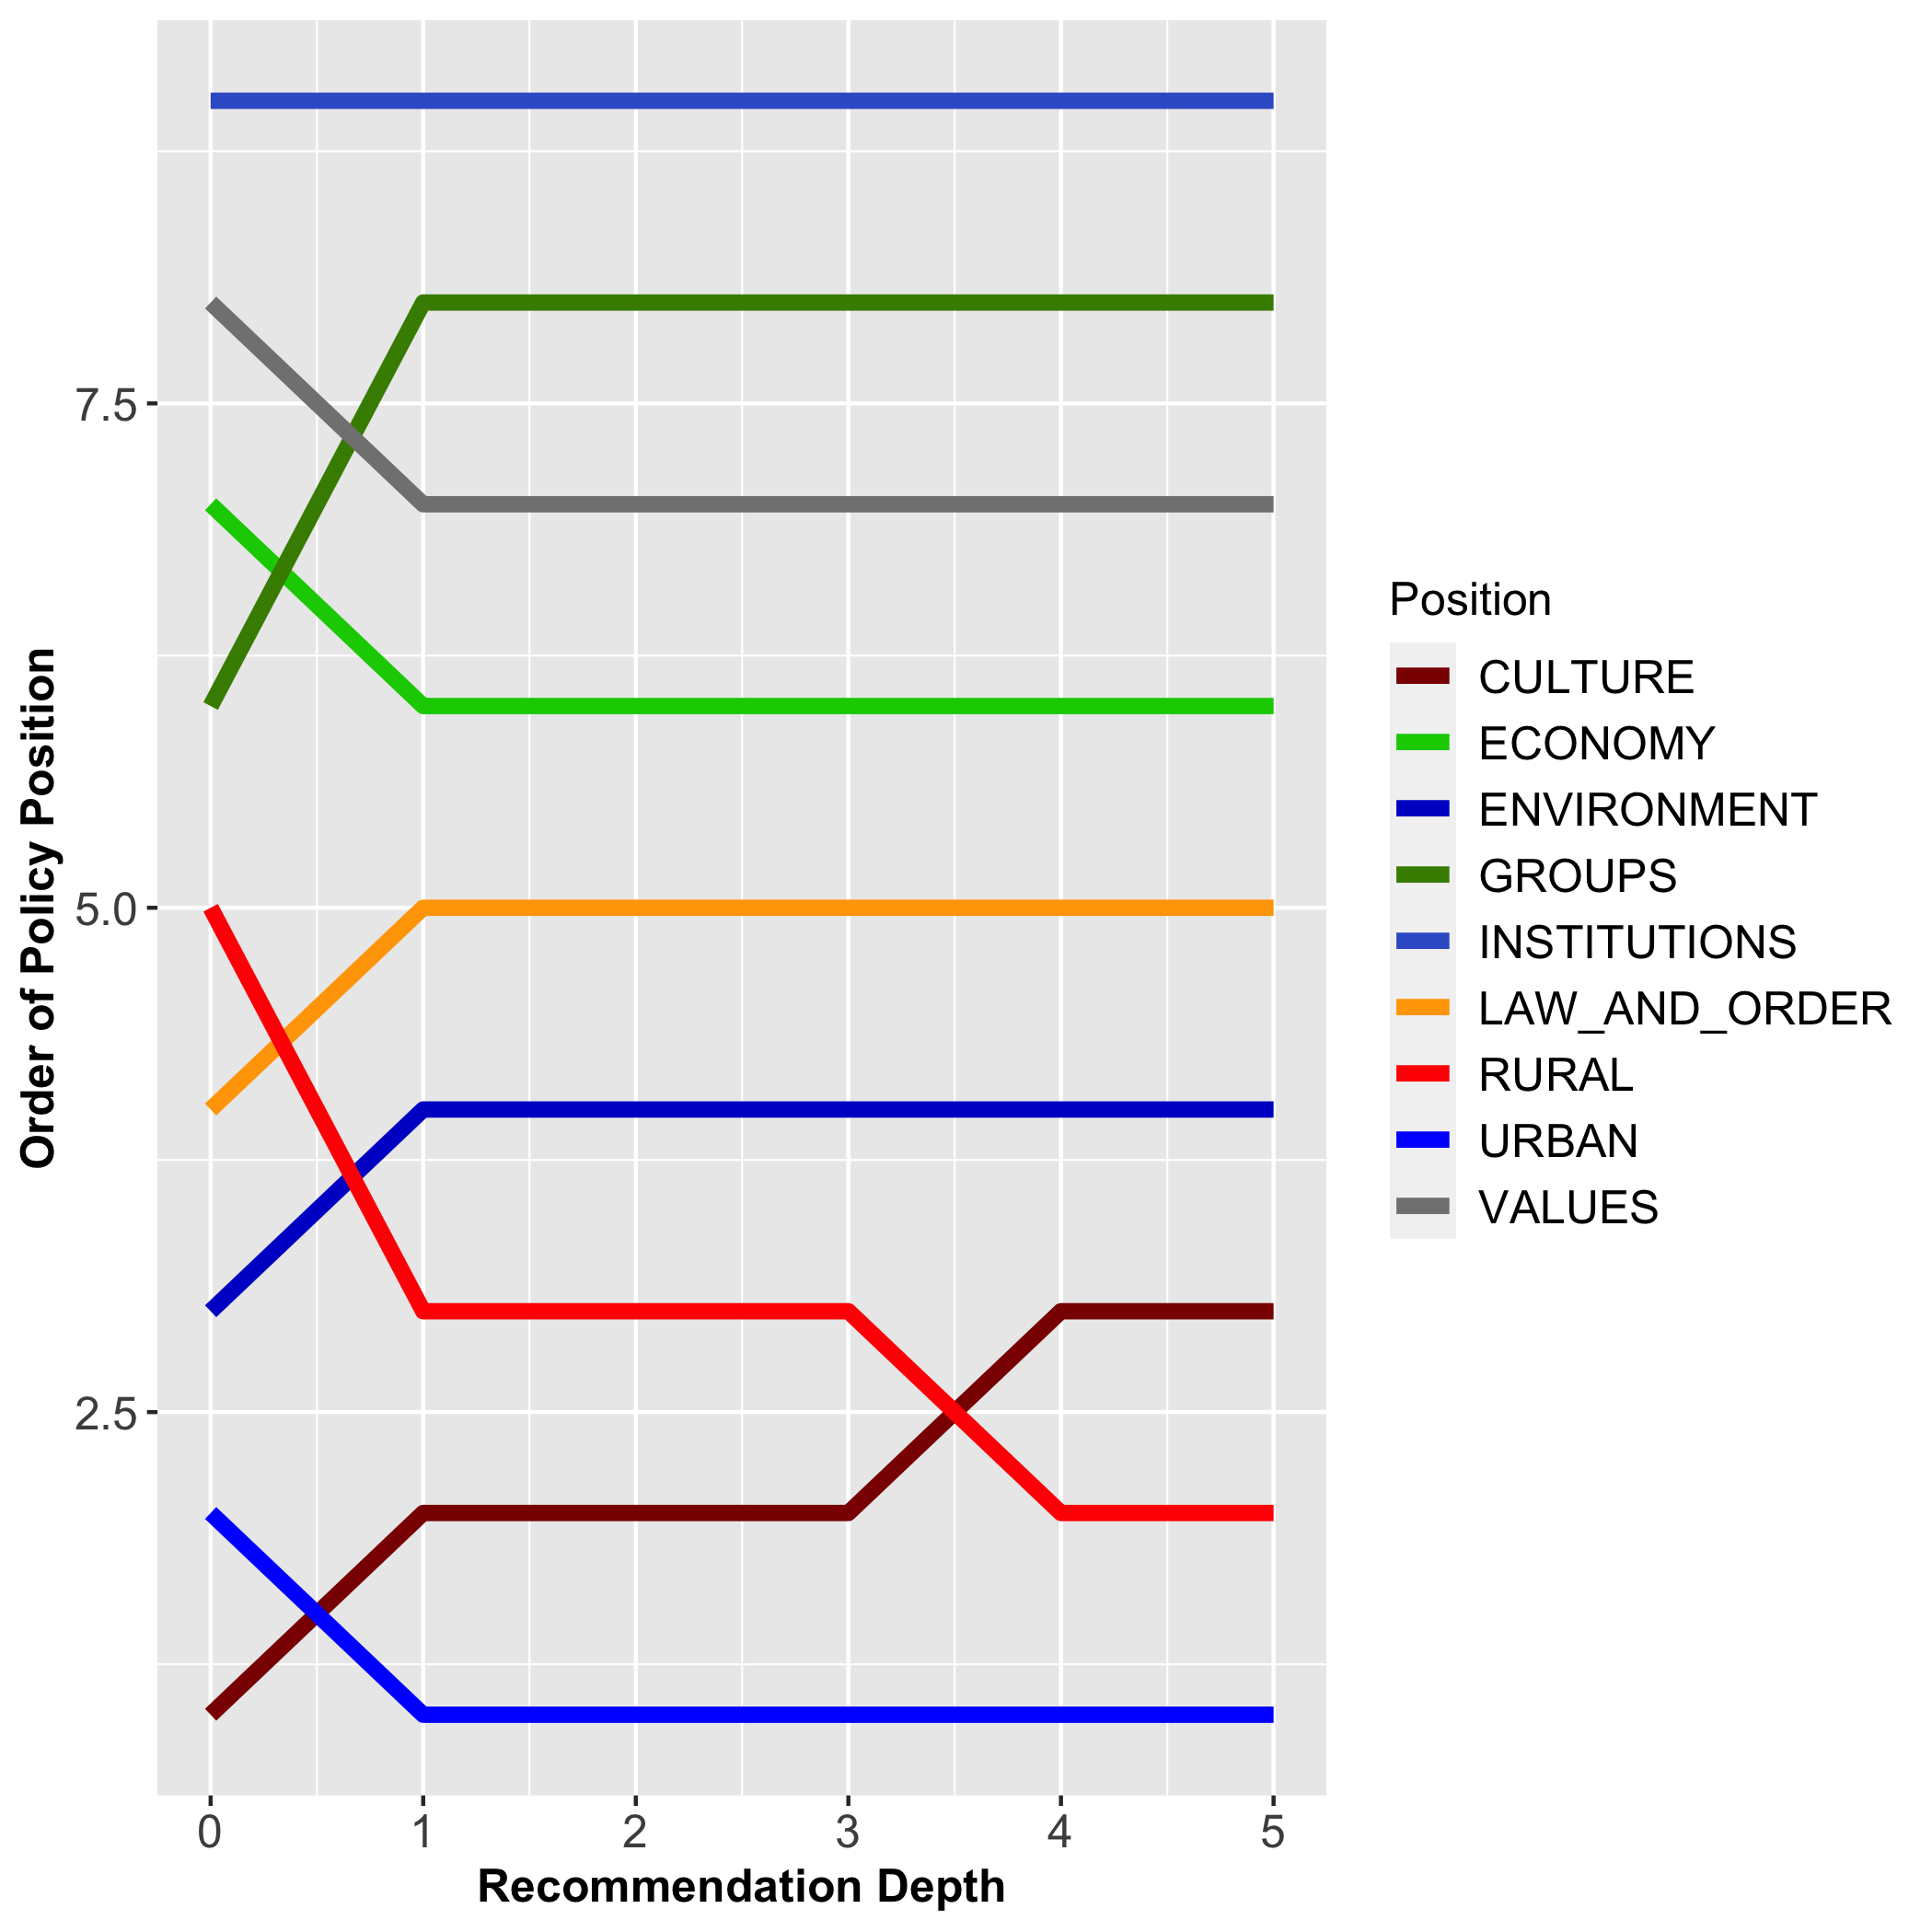 7.5
5.0
2.5
Order of Policy Position
0 1 2 3 4 5
Recommendation Depth
Position
CULTURE
ECONOMY
ENVIRONMENT
GROUPS
INSTITUTIONS
LAW_AND_ORDER
RURAL
URBAN
VALUES